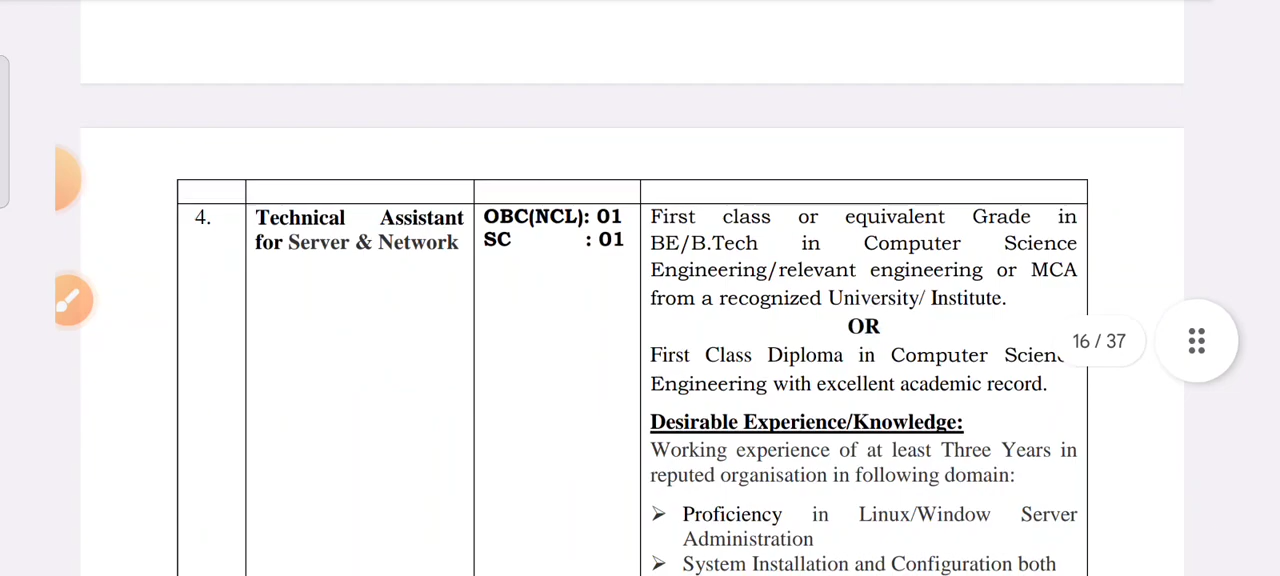 4.
Technical Assistant
for Server & Network
OBC(NCL): 01
SC : 01
First class or equivalent Grade in
BE/B.Tech in Computer Science
Engineering/relevant engineering or MCA
from a recognized University/ Institute.
OR
First Class Diploma in Computer
Engineering with excellent academic record.
Desirable Experience/Knowledge:
Working experience of at least Three Years in
reputed organisation in following domain:
➢ Proficiency in Linux/Window Server
Administration
➢ System Installation and Configuration both
16 / 37